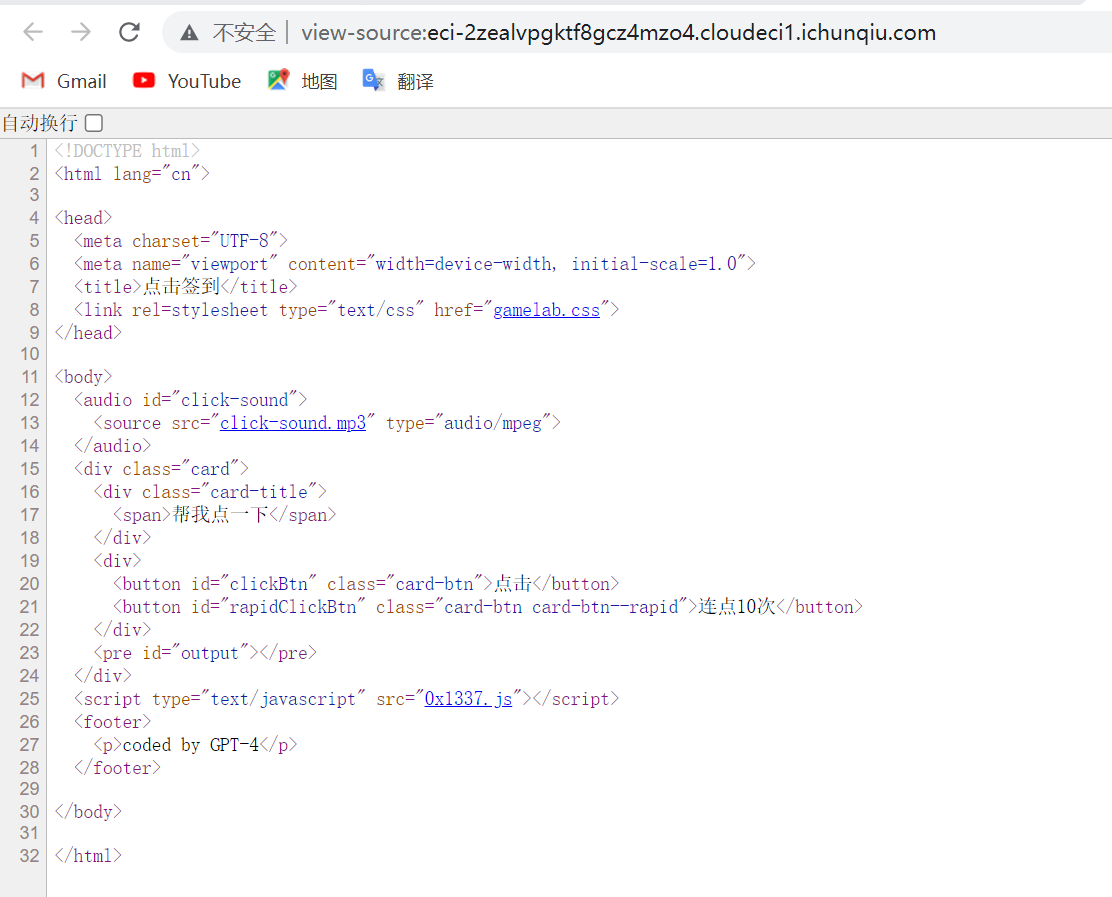 不安全 | view-source:eci-2zealvpgktf8gcz4mzo4.cloudeci1.ichunqiu.com
Gmail YouTube 地图 翻译
自动换行
1 <!DOCTYPE html>
2 <html lang="cn">
3
4 <head>
5 <meta charset="UTF-8">
6 <meta name="viewport" content="width=device-width, initial-scale=1.0">
7 <title>点击签到</title>
8 <link rel=stylesheet type="text/css" href="gamelab.css">
9 </head>
10
11 <body>
12 <audio id="click-sound">
13 <source src="click-sound.mp3" type="audio/mpeg">
14 </audio>
15 <div class="card">
16 <div class="card-title">
17 <span>帮我点一下</span>
18 </div>
19 <div>
20 <button id="clickBtn" class="card-btn">点击</button>
21 <button id="rapidClickBtn" class="card-btn card-btn--rapid">连点10次</button>
22 </div>
23 <pre id="output"></pre>
24 </div>
25 <script type="text/javascript" src="0x1337.js"></script>
26 <footer>
27 <p>coded by GPT-4</p>
28 </footer>
29
30 </body>
31
32 </html>